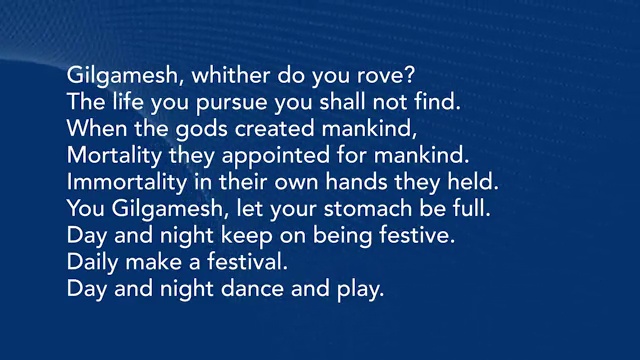 Gilgamesh, whither do you rove?
The life you pursue you shall not find.
When the gods created mankind,
Mortality they appointed for mankind.
Immortality in their own hands they held.
You Gilgamesh, let your stomach be full.
Day and night keep on being festive.
Daily make a festival.
Day and night dance and play.